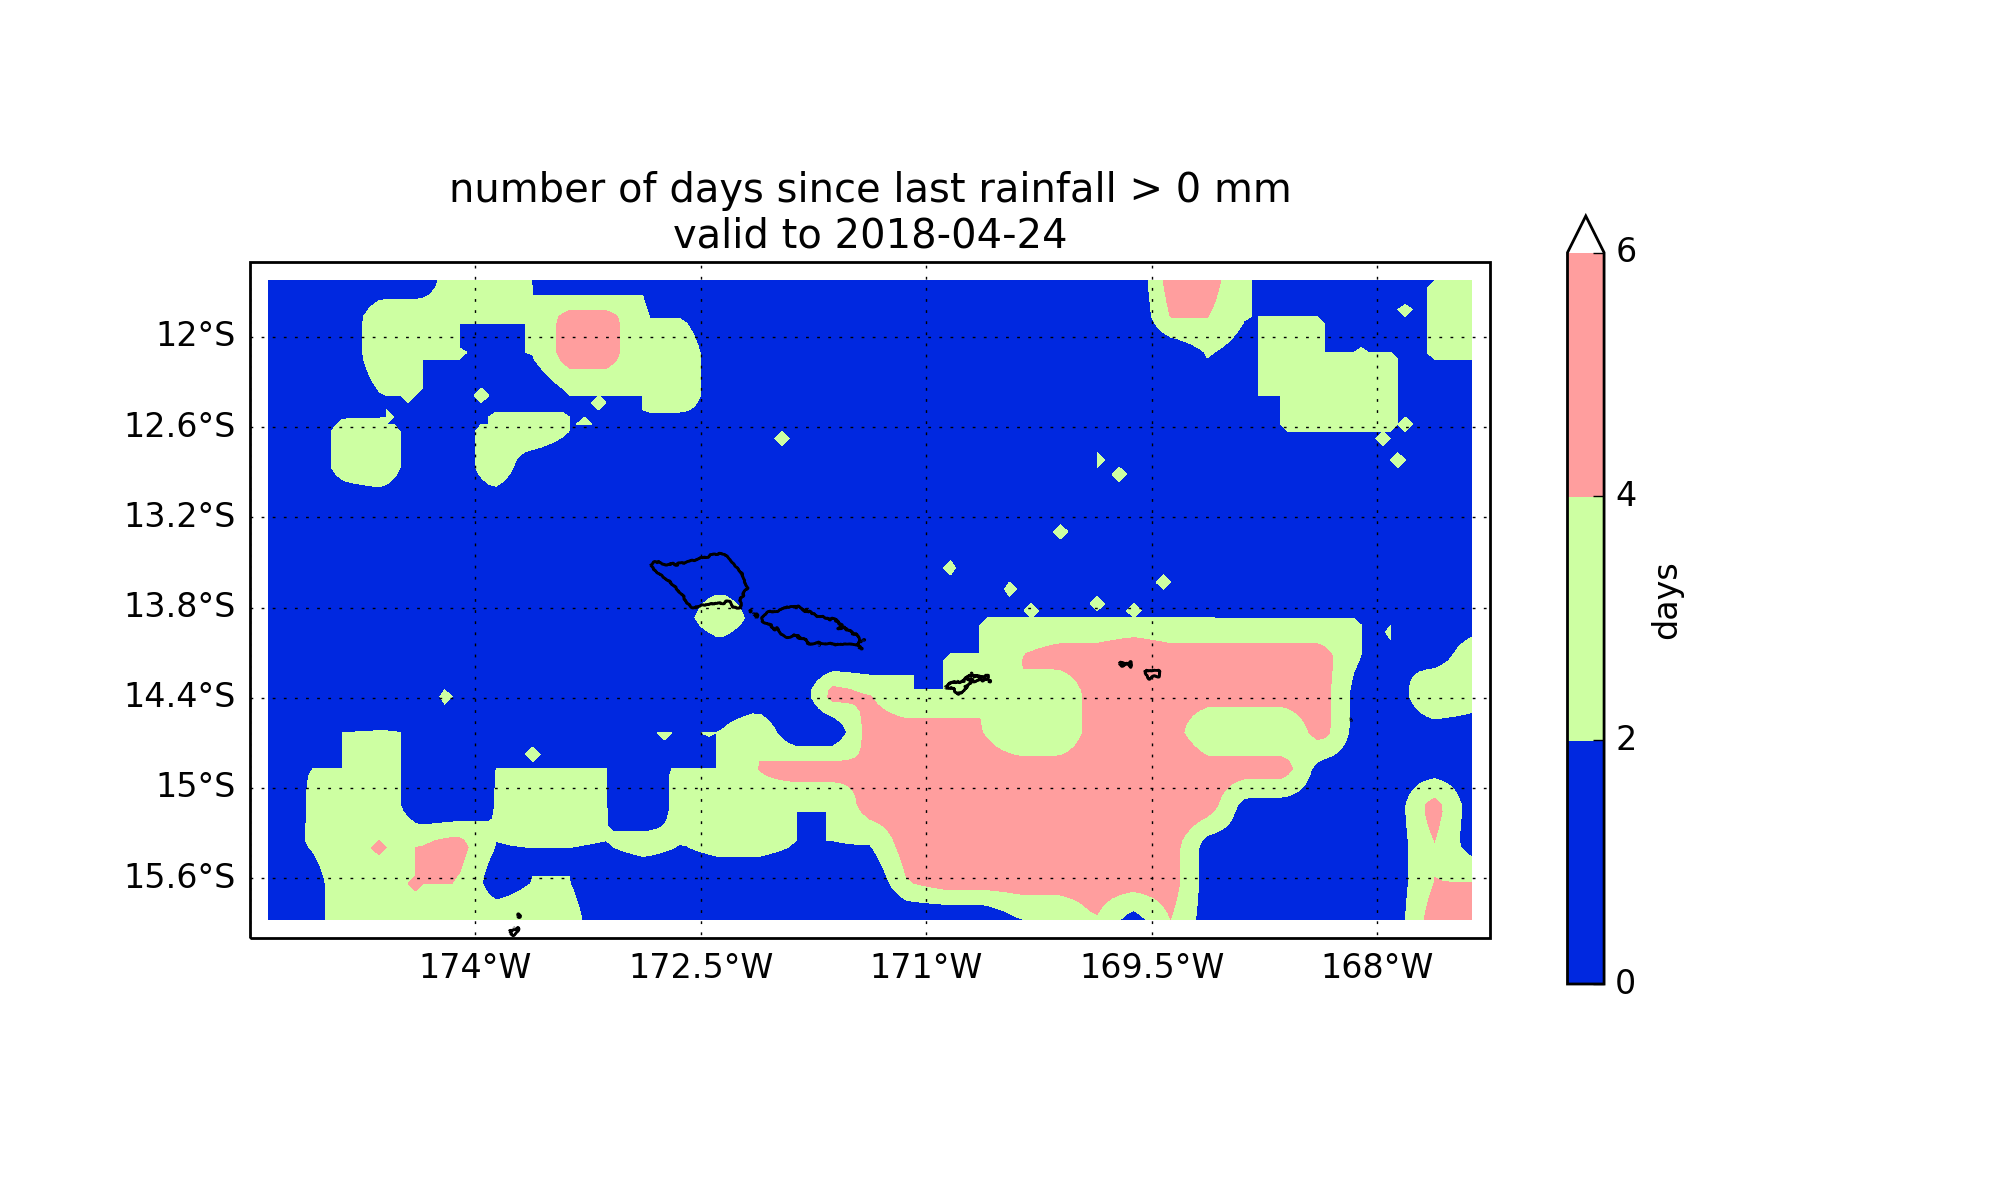 number of days since last rainfall > 0 mm
valid to 2018-04-24
12°S
12.6°S
13.2°S
13.8°S
14.4°S
15°S
15.6°S
174°W
172.5°W
171°W
169.5°W
168°W
6
4
2
0
days